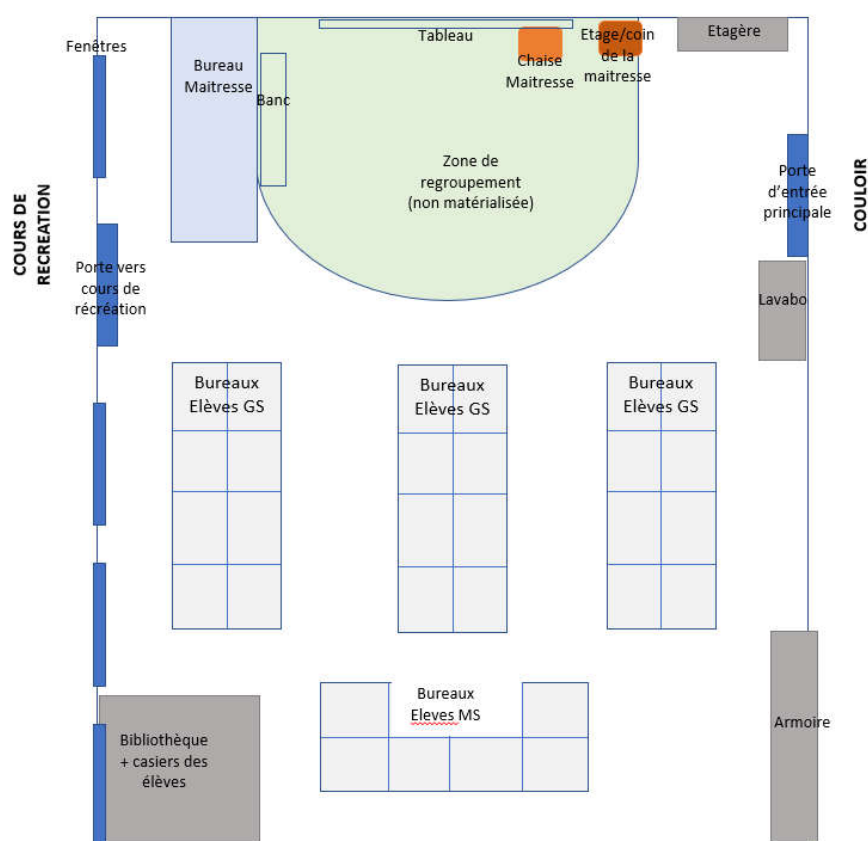 Fenêtres
Bureau
Maitresse
Banc
Tableau
Chaise
Maitresse
Etage/coin
de la
maitresse
Etagère
Zone de
regroupement
(non matérialisée)
COURS DE
RECREATION
Porte vers
cours de
récréation
Porte
d'entrée
principale
COULOIR
Lavabo
Bureaux
Elèves GS
Bureaux
Elèves GS
Bureaux
Elèves GS
Bureaux
Eleves MS
Bibliothèque
+ casiers des
élèves
Armoire